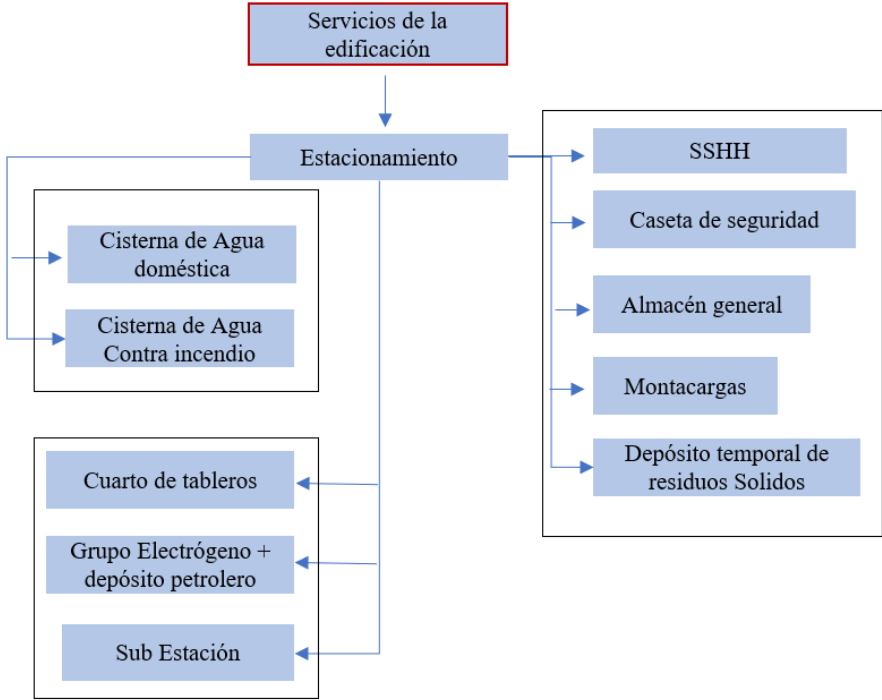 Servicios de la
edificación
Estacionamiento
Cisterna de Agua
doméstica
Cisterna de Agua
Contra incendio
Cuarto de tableros
Grupo Electrógeno +
depósito petrolero
Sub Estación
SSHH
Caseta de seguridad
Almacén general
Montacargas
Depósito temporal de
residuos Solidos